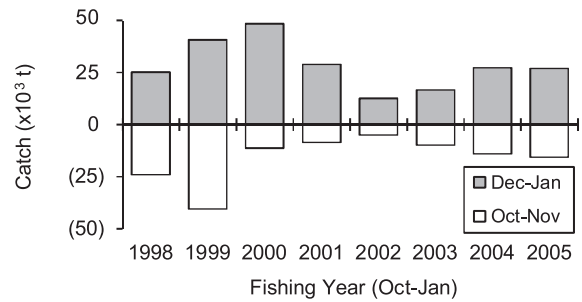 50
25
0
(25)
(50)
Catch (x10³ t)
Dec-Jan
Oct-Nov
1998 1999 2000 2001 2002 2003 2004 2005
Fishing Year (Oct-Jan)